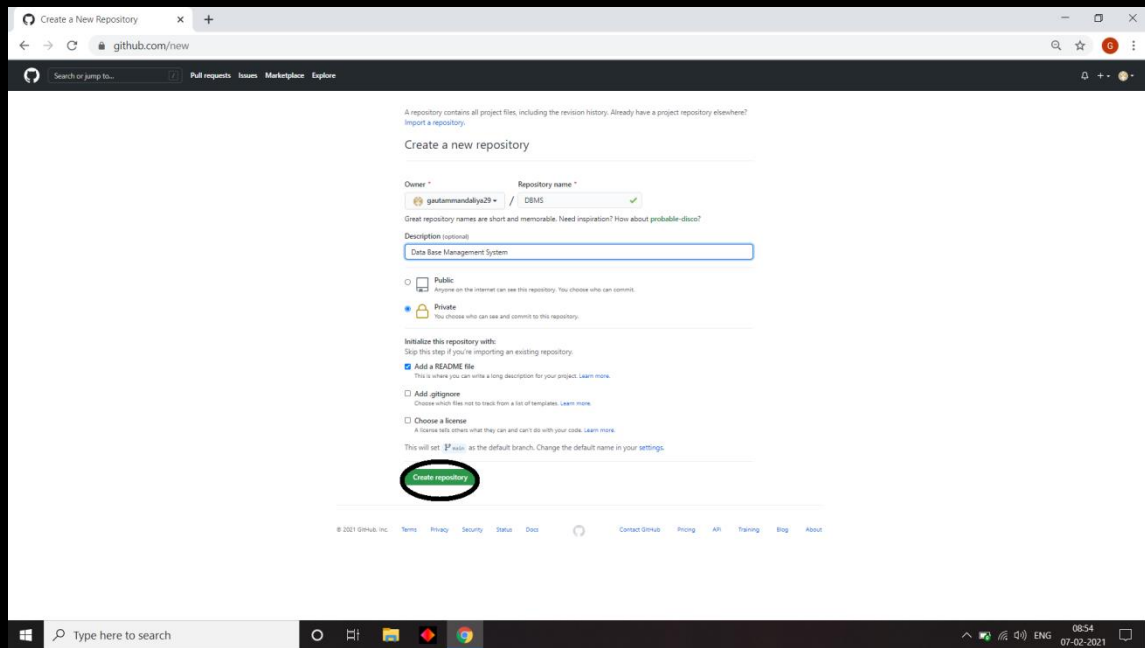 Create a New Repository
github.com/new
G
Search or jump to...
/
Pull requests Issues Marketplace Explore
A repository contains all project files, including the revision history. Already have a project repository elsewhere?
Import a repository.
Create a new repository
Owner * Repository name *
gautammandaliya29 / DBMS
Great repository names are short and memorable. Need inspiration? How about probable-disco?
Description (optional)
Data Base Management System
Public
Anyone on the internet can see this repository. You choose who can commit.
Private
You choose who can see and commit to this repository.
Initialize this repository with:
Skip this step if you're importing an existing repository.
Add a README file
This is where you can write a long description for your project. Learn more.
Add .gitignore
Choose which files not to track from a list of templates. Learn more.
Choose a license
A license tells others what they can and can't do with your code. Learn more.
This will set main as the default branch. Change the default name in your settings.
Create repository
© 2021 GitHub, Inc. Terms Privacy Security Status Docs Contact GitHub Pricing API Training Blog About
Type here to search
ENG
08:54
07-02-2021